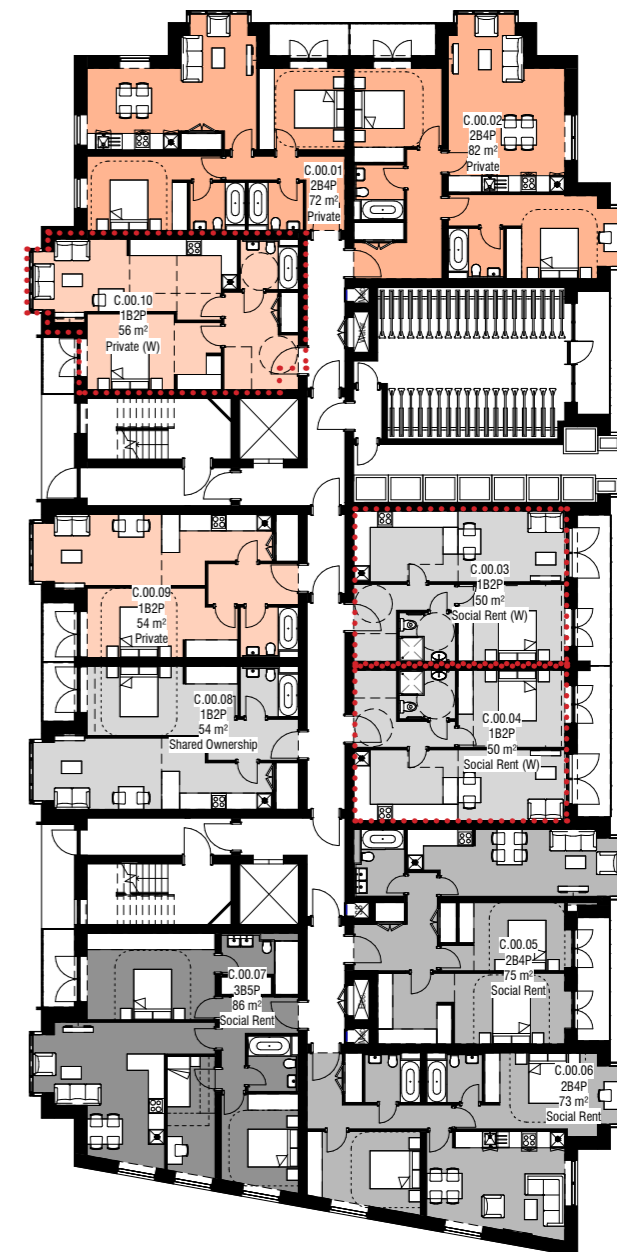 C.00.02
2B4P
82 m²
Private
C.00.01
2B4P
72 m²
Private
C.00.10
1B2P
56 m²
Private (W)
C.00.03
1B2P
50 m²
Social Rent (W)
C.00.09
1B2P
54 m²
Private
C.00.08
1B2P
54 m²
Shared Ownership
C.00.04
1B2P
50 m²
Social Rent (W)
C.00.05
2B4P
75 m²
Social Rent
C.00.07
3B5P
86 m²
Social Rent
C.00.06
2B4P
73 m²
Social Rent